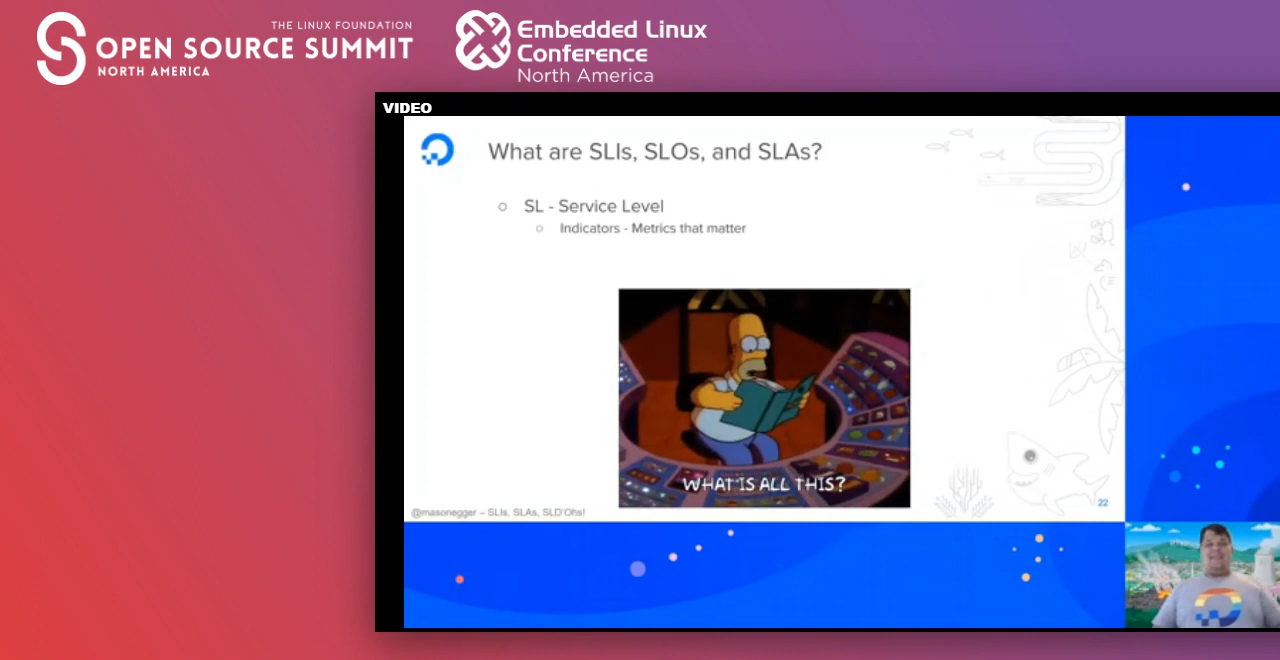 THE LINUX FOUNDATION
OPEN SOURCE SUMMIT
NORTH AMERICA
Embedded Linux
Conference
North America
VIDEO
What are SLIs, SLOs, and SLAs?
SL - Service Level
Indicators - Metrics that matter
WHAT IS ALL THIS?
@masonegger – SLIs, SLAs, SLD'Ohs!
22